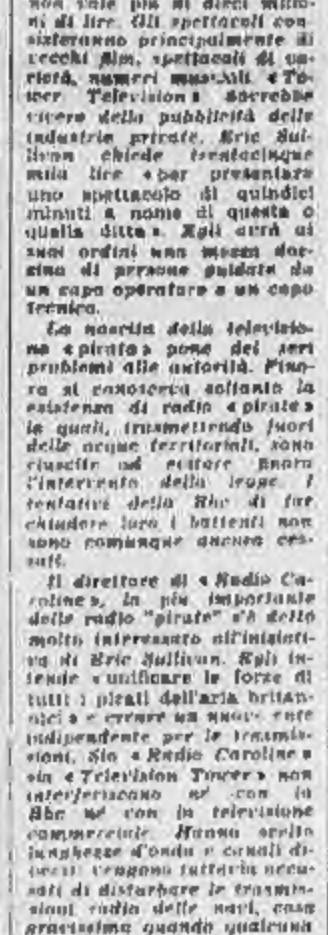 non vale più di dieci milio-
ni di lire. Gli spettacoli con-
sisteranno principalmente di
vecchi film, spettacoli di va-
rietà, numeri musicali. « To-
wer Television » dovrebbe
vivere della pubblicità delle
industrie private. Eric Sul-
livan chiede trentacinque
mila lire « per presentare
uno spettacolo di quindici
minuti a nome di questa o
quella ditta ». Egli avrà ai
suoi ordini una mezza doz-
zina di persone guidate da
un capo operatore e un capo
tecnico.
La nascita della televisio-
ne « pirata » pone dei seri
problemi alle autorità. Fino-
ra si conosceva soltanto la
esistenza di radio « pirate »
le quali, trasmettendo fuori
delle acque territoriali, sono
riuscite ad evitare finora
l'intervento della legge. I
tentativi della Bbc di far
chiudere loro i battenti non
sono comunque ancora ces-
sati.
Il direttore di « Radio Ca-
roline », la più importante
delle radio "pirate" s'è detto
molto interessato all'iniziati-
va di Eric Sullivan. Egli in-
tende « unificare le forze di
tutti i pirati dell'aria britan-
nici » e creare un nuovo ente
indipendente per le trasmis-
sioni. Sia « Radio Caroline »
sia « Television Tower » non
interferiscono né con la
Bbc né con la televisione
commerciale. Hanno scelto
lunghezze d'onda e canali di-
versi. Vengono tuttavia accu-
sati di disturbare le trasmis-
sioni radio delle navi, cosa
gravissima quando qualcuna